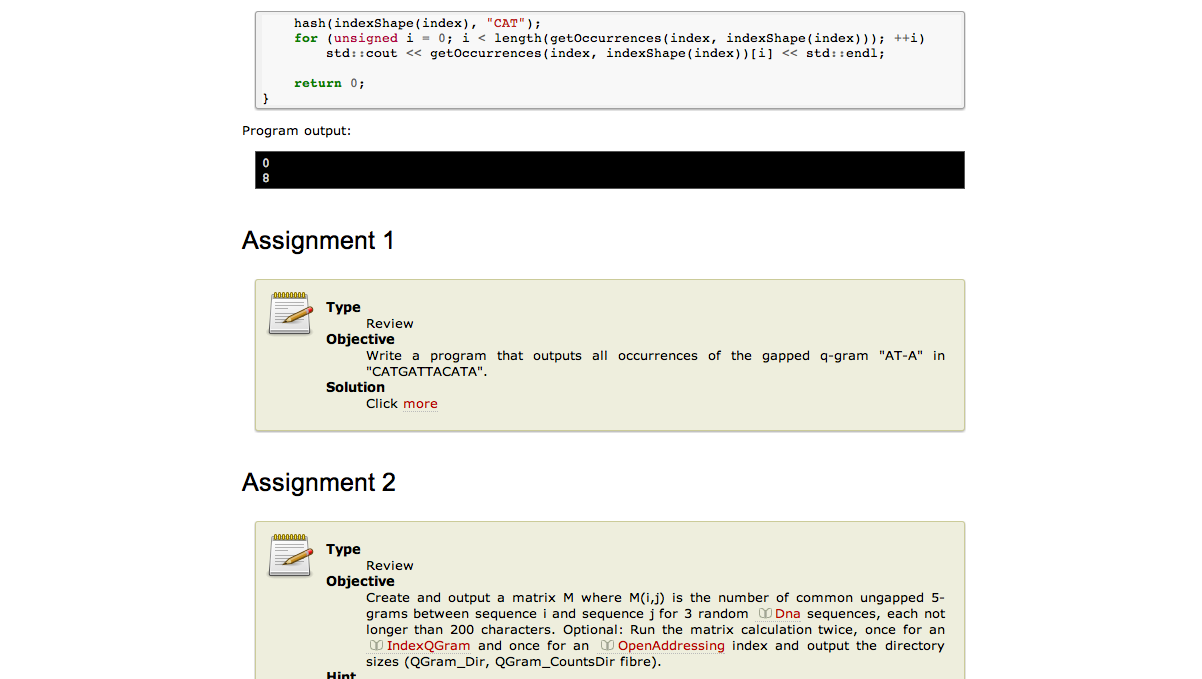 hash(indexShape(index), "CAT");
for (unsigned i = 0; i < length(getOccurrences(index, indexShape(index))); ++i)
std::cout << getOccurrences(index, indexShape(index))[i] << std::endl;
return 0;
}
Program output:
0
8
Assignment 1
Type
Review
Objective
Write a program that outputs all occurrences of the gapped q-gram "AT-A" in
"CATGATTACATA".
Solution
Click more
Assignment 2
Type
Review
Objective
Create and output a matrix M where M(i,j) is the number of common ungapped 5-
grams between sequence i and sequence j for 3 random Dna sequences, each not
longer than 200 characters. Optional: Run the matrix calculation twice, once for an
IndexQGram and once for an OpenAddressing index and output the directory
sizes (QGram_Dir, QGram_CountsDir fibre).
Hint